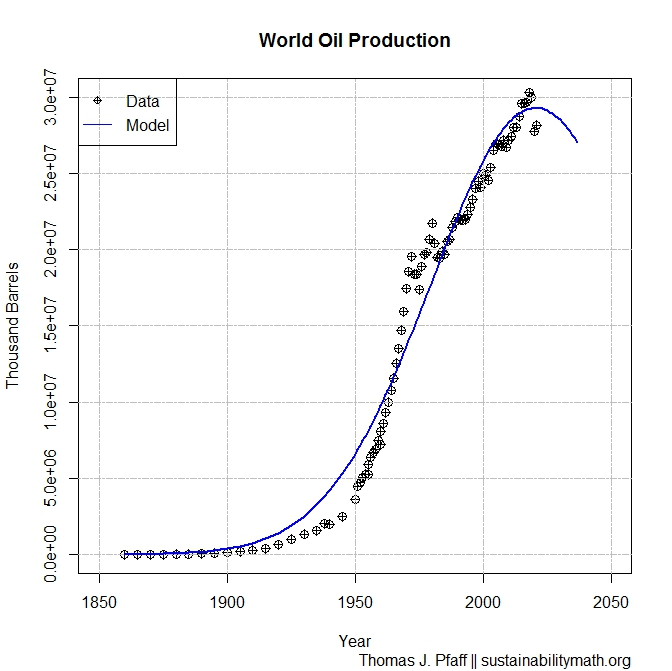 World Oil Production
Data
Model
3.0e+07
2.5e+07
2.0e+07
1.5e+07
1.0e+07
5.0e+06
0.0e+00
Thousand Barrels
1850 1900 1950 2000 2050
Year
Thomas J. Pfaff || sustainabilitymath.org